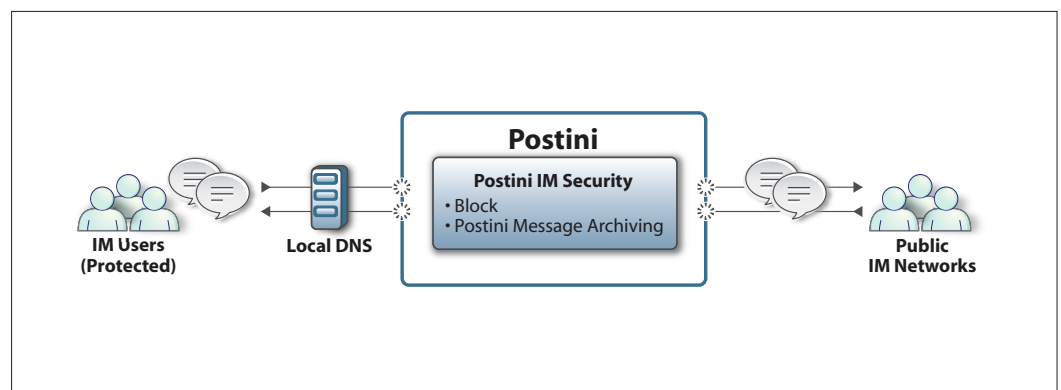 Postini
Postini IM Security
• Block
• Postini Message Archiving
IM Users
(Protected)
Local DNS
Public
IM Networks